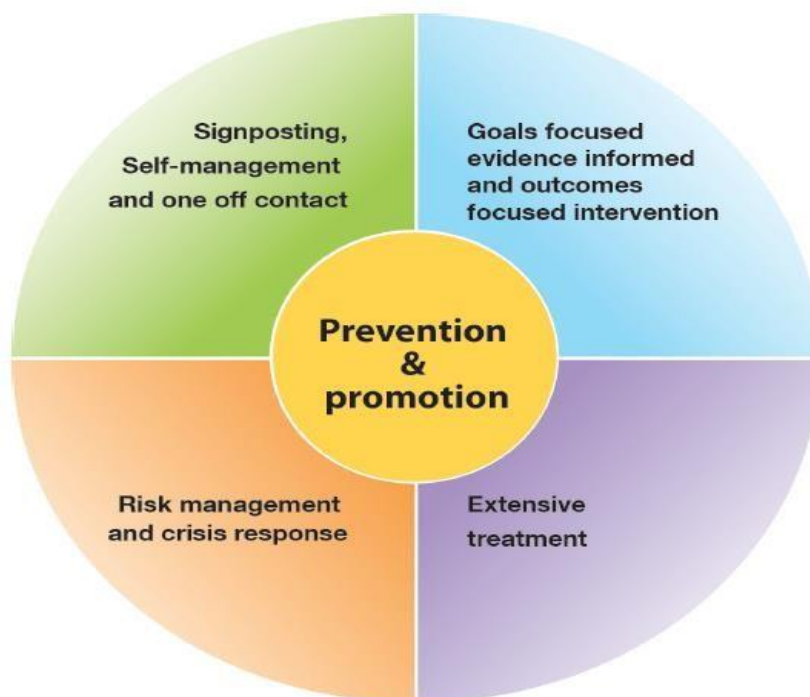 Signposting,
Self-management
and one off contact
Goals focused
evidence informed
and outcomes
focused intervention
Prevention
&
promotion
Risk management
and crisis response
Extensive
treatment